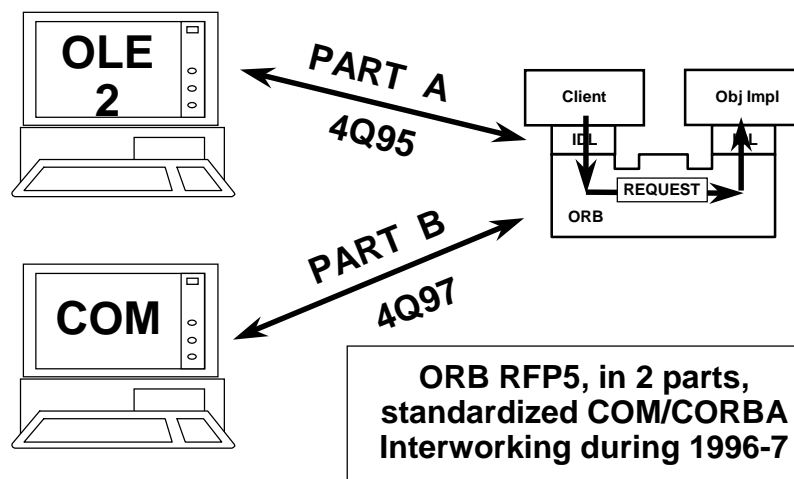 OLE
2
PART A
4Q95
Client
Obj Impl
IDL
REQUEST
ORB
PART B
4Q97
COM
ORB RFP5, in 2 parts,
standardized COM/CORBA
Interworking during 1996-7